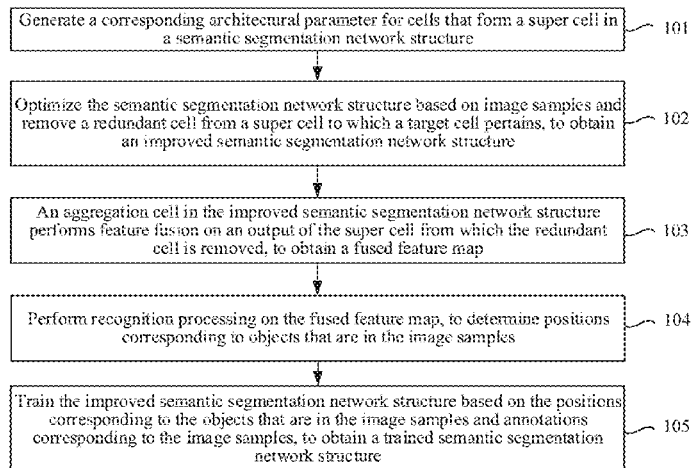 Generate a corresponding architectural parameter for cells that form a super cell in
a semantic segmentation network structure
101
Optimize the semantic segmentation network structure based on image samples and
remove a redundant cell from a super cell to which a target cell pertains, to obtain
an improved semantic segmentation network structure
102
An aggregation cell in the improved semantic segmentation network structure
performs feature fusion on an output of the super cell from which the redundant
cell is removed, to obtain a fused feature map
103
Perform recognition processing on the fused feature map, to determine positions
corresponding to objects that are in the image samples
104
Train the improved semantic segmentation network structure based on the positions
corresponding to the objects that are in the image samples and annotations
corresponding to the image samples, to obtain a trained semantic segmentation
network structure
105